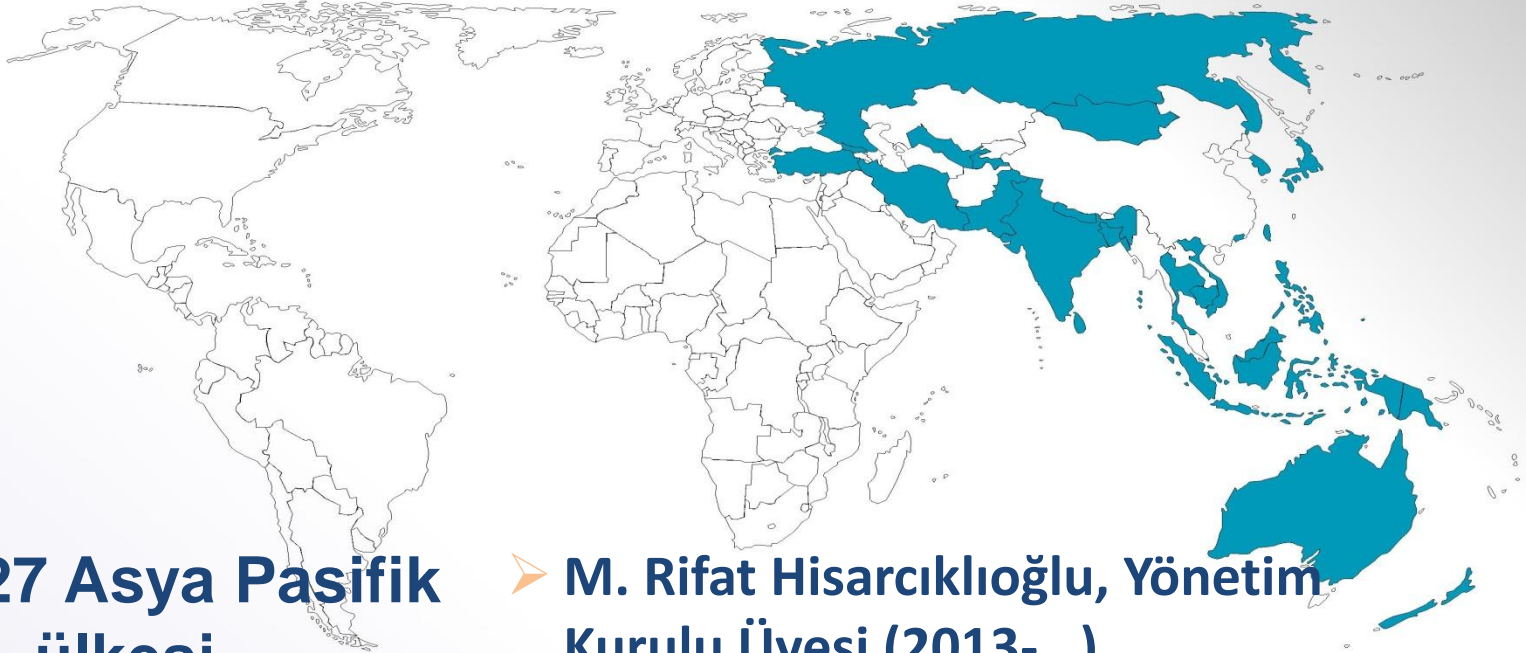 27 Asya Pasifik
ülkesi
M. Rifat Hisarcıklıoğlu, Yönetim
Kurulu Üyesi (2013-...)